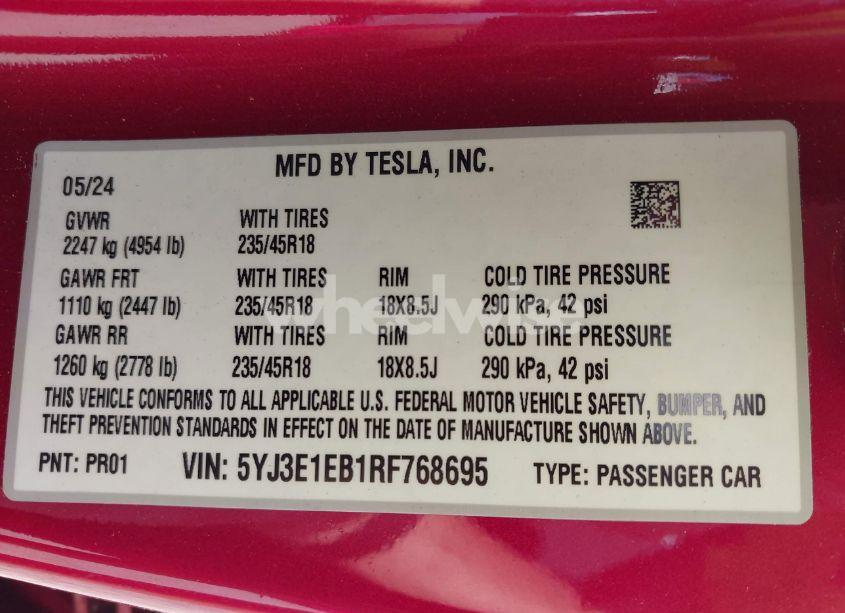 MFD BY TESLA, INC.
05/24
GVWR WITH TIRES
2247 kg (4954 lb) 235/45R18
GAWR FRT WITH TIRES RIM COLD TIRE PRESSURE
1110 kg (2447 lb) 235/45R18 18X8.5J 290 kPa, 42 psi
wheelwise
GAWR RR WITH TIRES RIM COLD TIRE PRESSURE
1260 kg (2778 lb) 235/45R18 18X8.5J 290 kPa, 42 psi
THIS VEHICLE CONFORMS TO ALL APPLICABLE U.S. FEDERAL MOTOR VEHICLE SAFETY, BUMPER, AND
THEFT PREVENTION STANDARDS IN EFFECT ON THE DATE OF MANUFACTURE SHOWN ABOVE.
PNT: PR01 VIN: 5YJ3E1EB1RF768695 TYPE: PASSENGER CAR